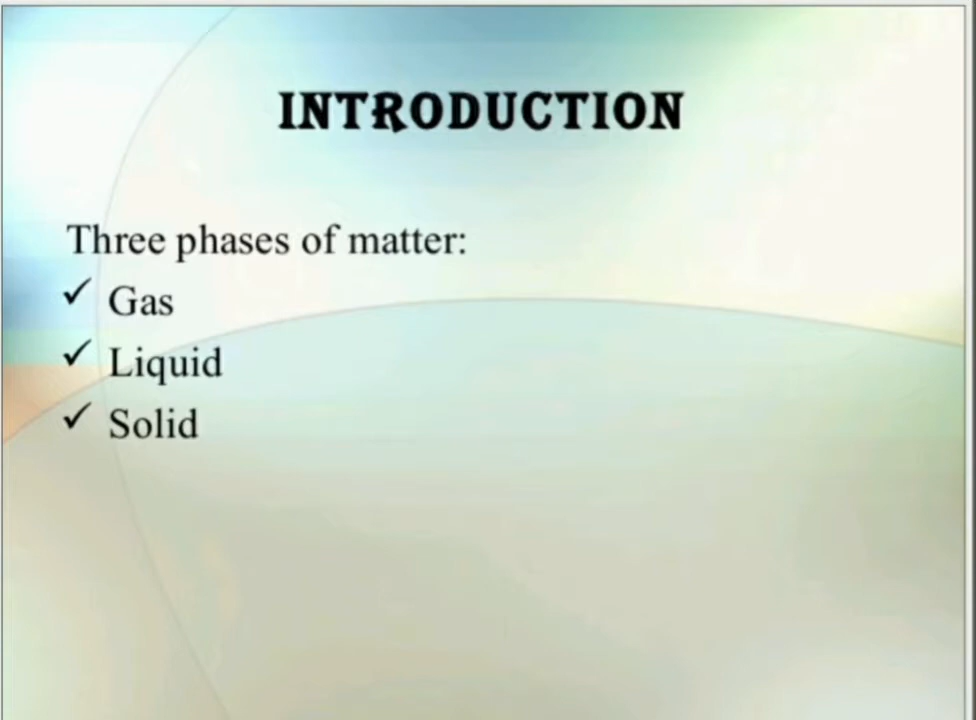 INTRODUCTION
Three phases of matter:
✓ Gas
✓ Liquid
✓ Solid